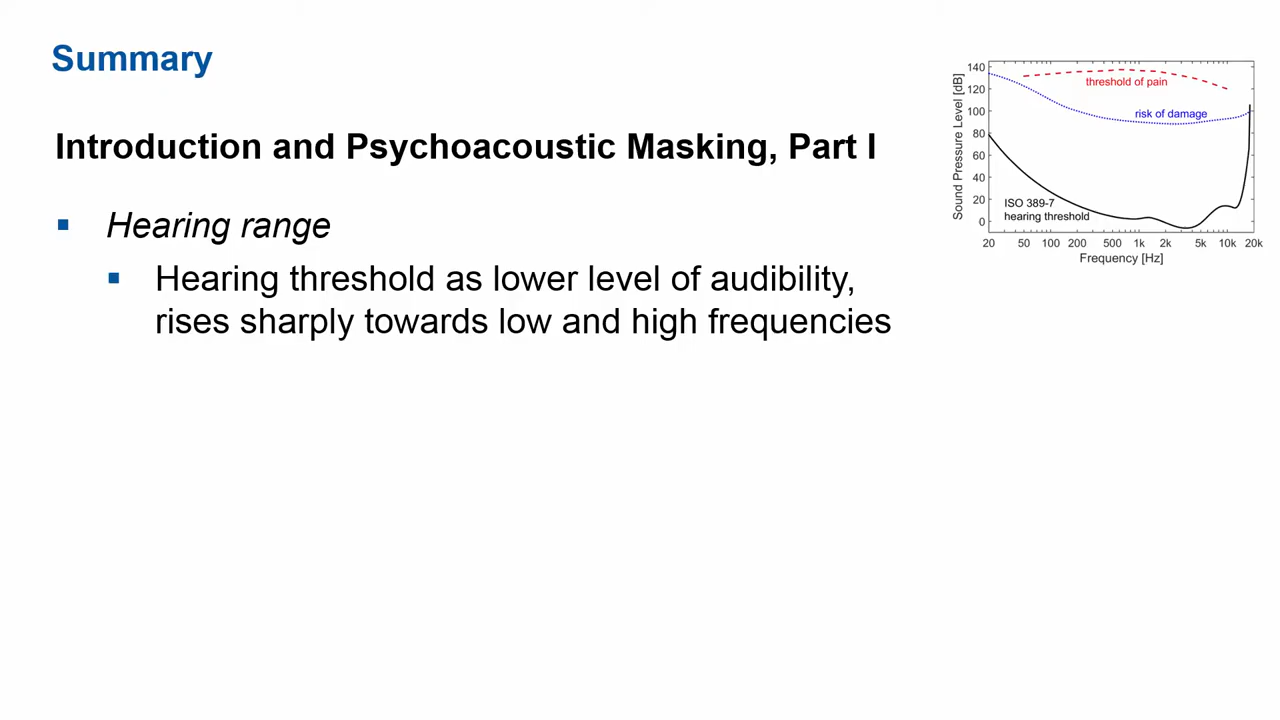 Summary
Introduction and Psychoacoustic Masking, Part I
Hearing range
Hearing threshold as lower level of audibility,
rises sharply towards low and high frequencies
Sound Pressure Level [dB]
140
120
100
80
60
40
20
0
threshold of pain
risk of damage
ISO 389-7
hearing threshold
20 50 100 200 500 1k 2k 5k 10k 20k
Frequency [Hz]